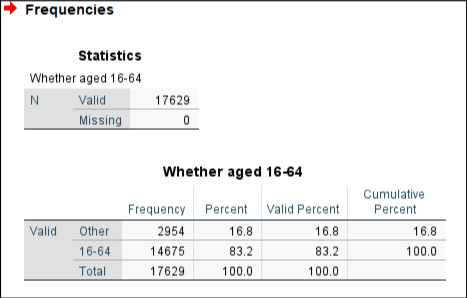 Frequencies
Statistics
Whether aged 16-64
N Valid 17629
Missing 0
Whether aged 16-64
Frequency Percent Valid Percent Cumulative Percent
Valid Other 2954 16.8 16.8 16.8
16-64 14675 83.2 83.2 100.0
Total 17629 100.0 100.0